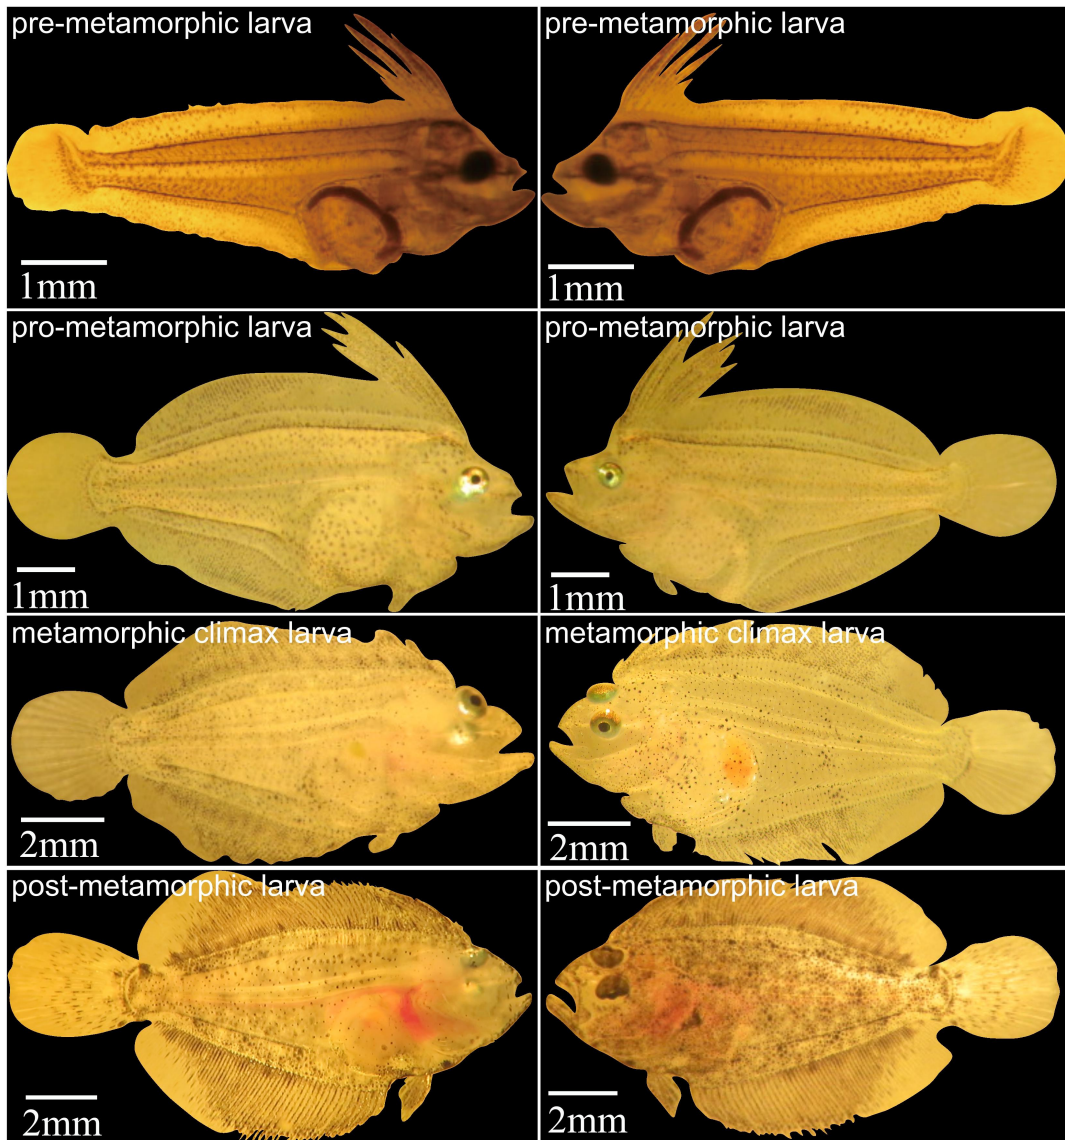 pre-metamorphic larva
pre-metamorphic larva
1mm
1mm
pro-metamorphic larva
pro-metamorphic larva
1mm
1mm
metamorphic climax larva
metamorphic climax larva
2mm
2mm
post-metamorphic larva
post-metamorphic larva
2mm
2mm